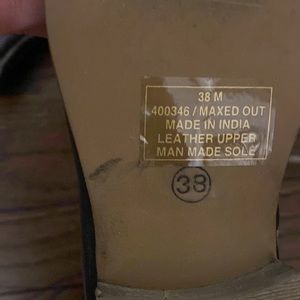 38 M
400346 / MAXED OUT
MADE IN INDIA
LEATHER UPPER
MAN MADE SOLE
38